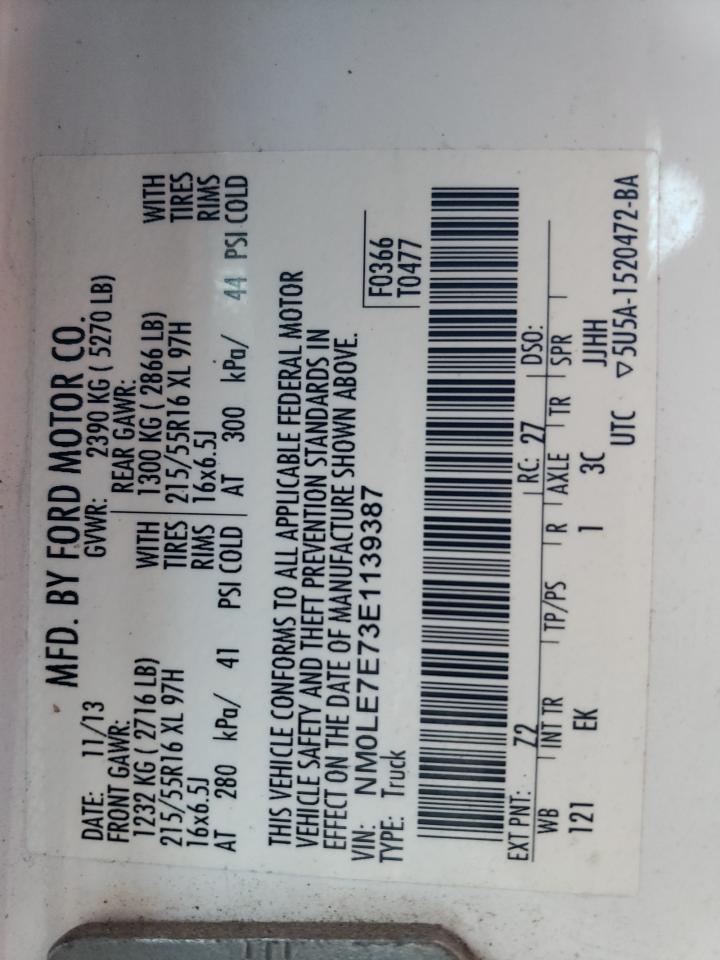 MFD. BY FORD MOTOR CO.
DATE: 11/13 GVWR: 2390 KG ( 5270 LB)
FRONT GAWR: REAR GAWR:
1232 KG ( 2716 LB) WITH 1300 KG ( 2866 LB) WITH
215/55R16 XL 97H TIRES 215/55R16 XL 97H TIRES
16x6.5J RIMS 16x6.5J RIMS
AT 280 kPa/ 41 PSI COLD AT 300 kPa/ 44 PSI COLD
THIS VEHICLE CONFORMS TO ALL APPLICABLE FEDERAL MOTOR
VEHICLE SAFETY AND THEFT PREVENTION STANDARDS IN
EFFECT ON THE DATE OF MANUFACTURE SHOWN ABOVE.
VIN: NM0LE7E73E1139387 F0366
TYPE: Truck T0477
EXT PNT: Z2 RC: 27 DSO:
WB INT TR TP/PS R AXLE TR SPR
121 EK 1 3C JJHH
UTC ▽5U5A-1520472-BA